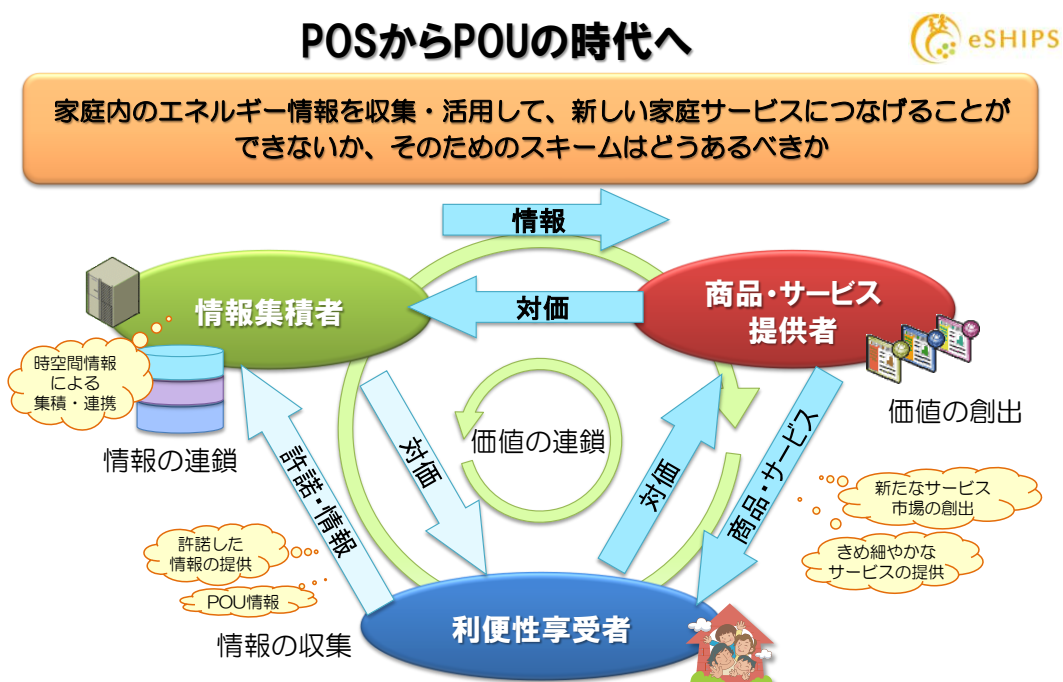 POSからPOUの時代へ
eSHIPS
家庭内のエネルギー情報を収集・活用して、新しい家庭サービスにつなげることが
できないか、そのためのスキームはどうあるべきか
情報
情報集積者
対価
商品・サービス
提供者
時空間情報
による
集積・連携
情報の連鎖
許諾・情報
対価
価値の連鎖
対価
商品・サービス
価値の創出
新たなサービス
市場の創出
きめ細やかな
サービスの提供
許諾した
情報の提供
POU情報
情報の収集
利便性享受者